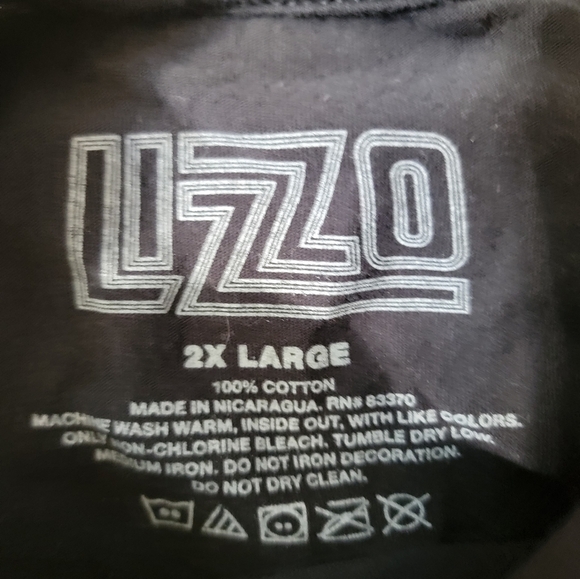 LIZZO
2X LARGE
100% COTTON
MADE IN NICARAGUA. RN# 83370
MACHINE WASH WARM, INSIDE OUT, WITH LIKE COLORS.
ONLY NON-CHLORINE BLEACH. TUMBLE DRY LOW.
MEDIUM IRON. DO NOT IRON DECORATION.
DO NOT DRY CLEAN.